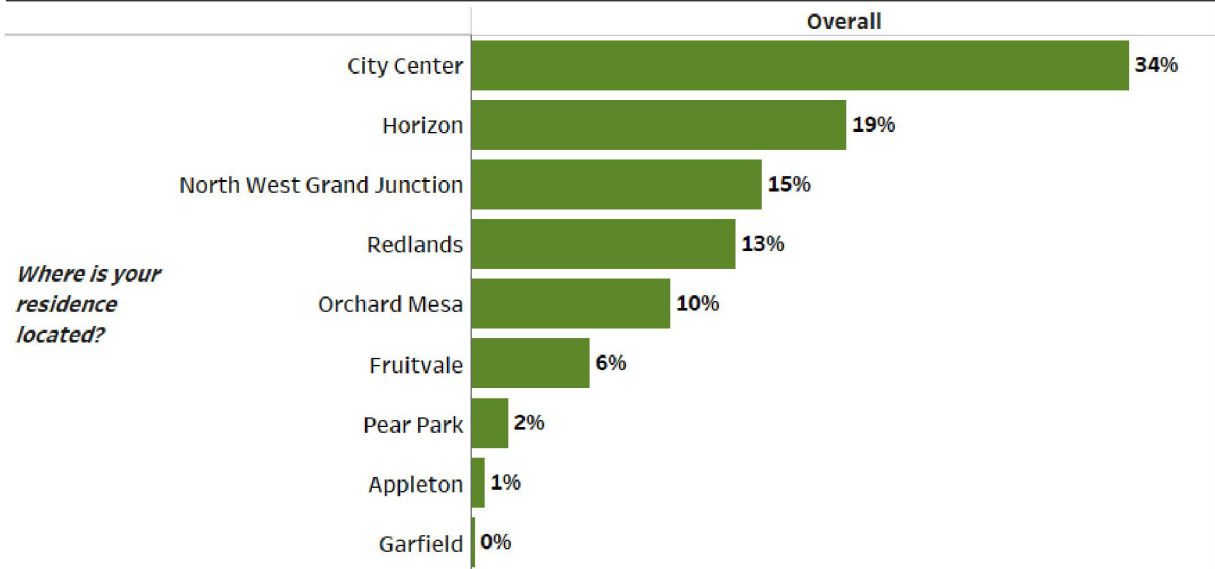 Overall
Where is your
residence
located?
City Center 34%
Horizon 19%
North West Grand Junction 15%
Redlands 13%
Orchard Mesa 10%
Fruitvale 6%
Pear Park 2%
Appleton 1%
Garfield 0%